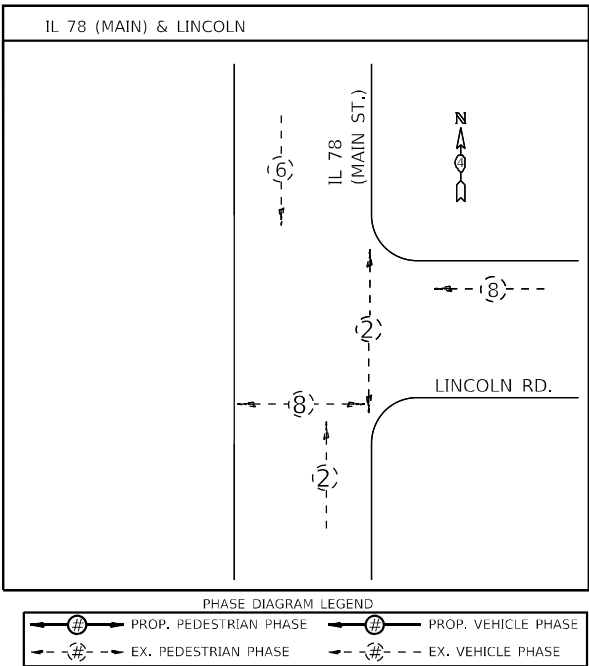 IL 78 (MAIN) & LINCOLN
IL 78
(MAIN ST.)
N
4
6
8
2
LINCOLN RD.
8
2
PHASE DIAGRAM LEGEND
# PROP. PEDESTRIAN PHASE
# PROP. VEHICLE PHASE
# EX. PEDESTRIAN PHASE
# EX. VEHICLE PHASE